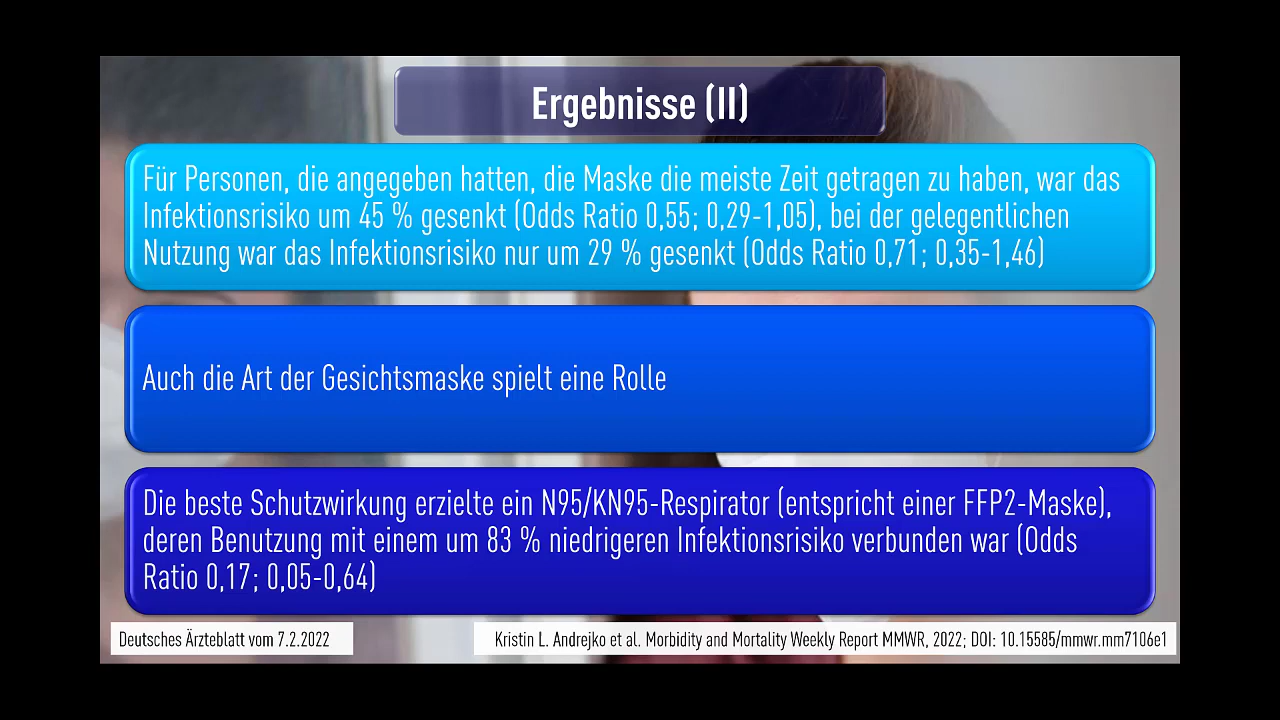 Ergebnisse (II)
Für Personen, die angegeben hatten, die Maske die meiste Zeit getragen zu haben, war das
Infektionsrisiko um 45 % gesenkt (Odds Ratio 0,55; 0,29-1,05), bei der gelegentlichen
Nutzung war das Infektionsrisiko nur um 29 % gesenkt (Odds Ratio 0,71; 0,35-1,46)
Auch die Art der Gesichtsmaske spielt eine Rolle
Die beste Schutzwirkung erzielte ein N95/KN95-Respirator (entspricht einer FFP2-Maske),
deren Benutzung mit einem um 83 % niedrigeren Infektionsrisiko verbunden war (Odds
Ratio 0,17; 0,05-0,64)
Deutsches Ärzteblatt vom 7.2.2022
Kristin L. Andrejko et al. Morbidity and Mortality Weekly Report MMWR, 2022; DOI: 10.15585/mmwr.mm7106e1